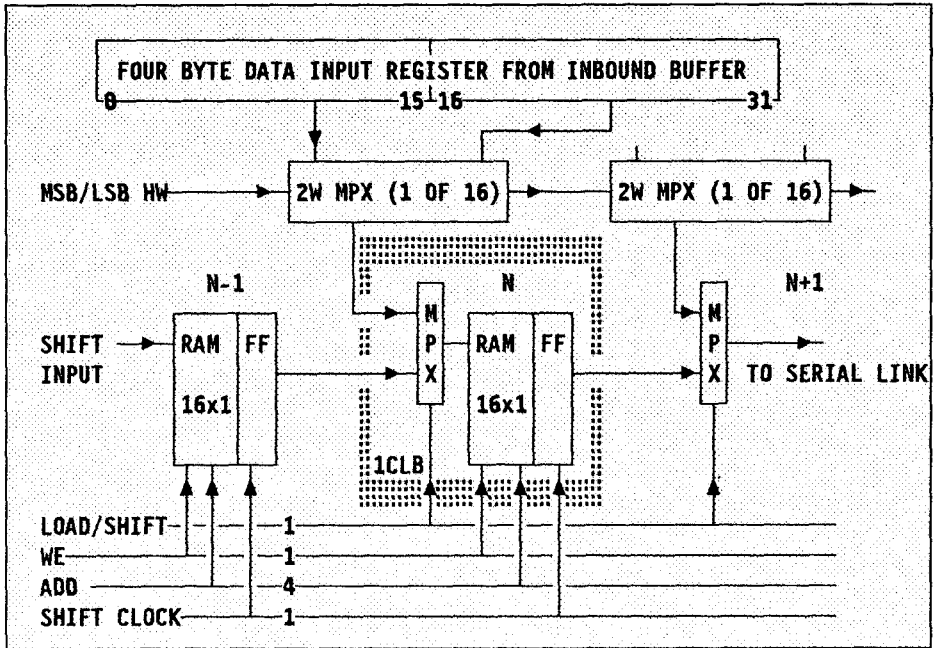 FOUR BYTE DATA INPUT REGISTER FROM INBOUND BUFFER
0 15 16 31
MSB/LSB HW 2W MPX (1 OF 16) 2W MPX (1 OF 16)
N-1 N N+1
SHIFT INPUT
RAM FF
16x1
MPX
RAM FF
16x1
MPX
TO SERIAL LINK
1CLB
LOAD/SHIFT 1
WE 1
ADD 4
SHIFT CLOCK 1